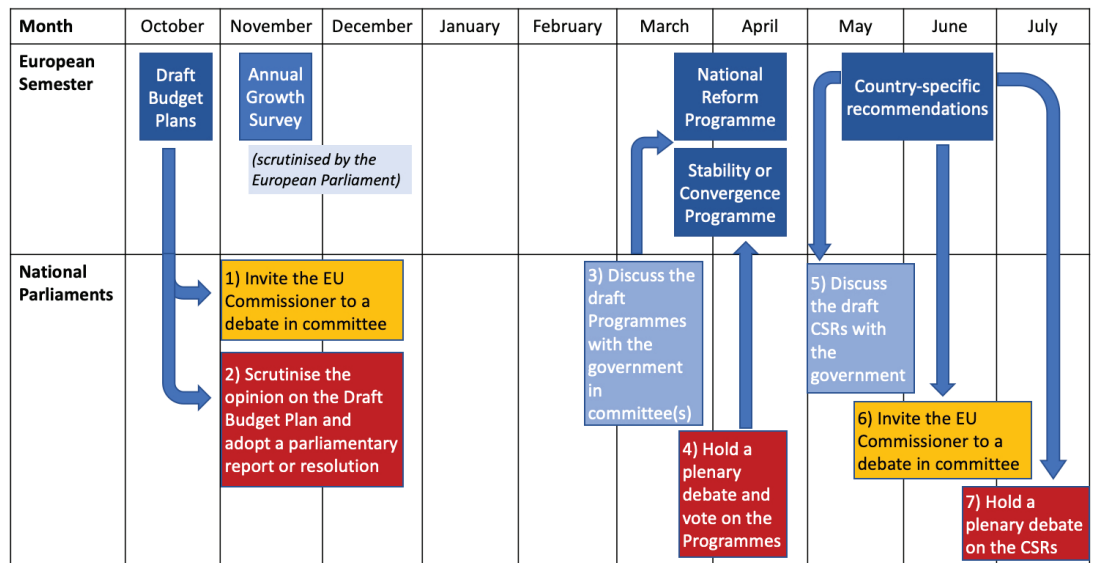 Month
October
November
December
January
February
March
April
May
June
July
European
Semester
Draft
Budget
Plans
Annual
Growth
Survey
(scrutinised by the
European Parliament)
National
Reform
Programme
Stability or
Convergence
Programme
Country-specific
recommendations
National
Parliaments
1) Invite the EU
Commissioner to a
debate in committee
2) Scrutinise the
opinion on the Draft
Budget Plan and
adopt a parliamentary
report or resolution
3) Discuss the
draft
Programmes
with the
government
in
committee(s)
4) Hold a
plenary
debate and
vote on the
Programmes
5) Discuss
the draft
CSRs with
the
government
6) Invite the EU
Commissioner to a
debate in committee
7) Hold a
plenary debate
on the CSRs